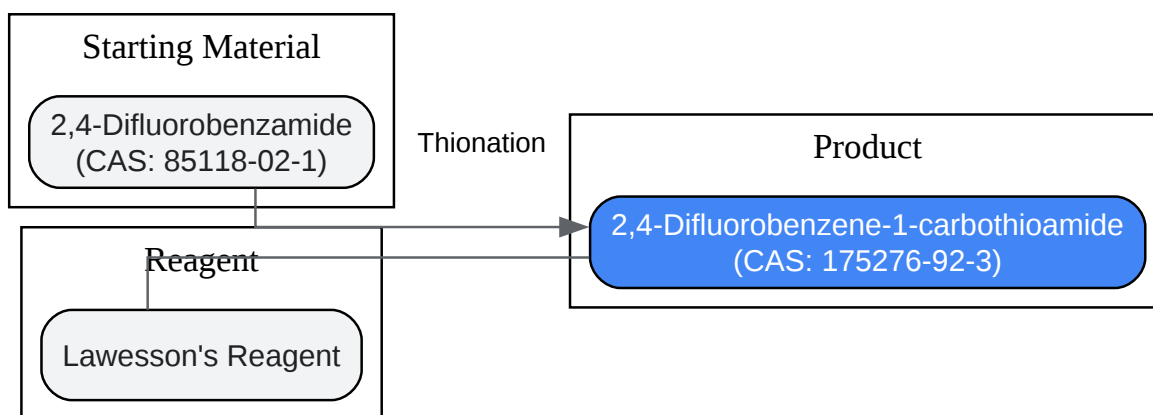 Starting Material
2,4-Difluorobenzamide
(CAS: 85118-02-1)
Thionation
Product
2,4-Difluorobenzene-1-carbothioamide
(CAS: 175276-92-3)
Reagent
Lawesson's Reagent